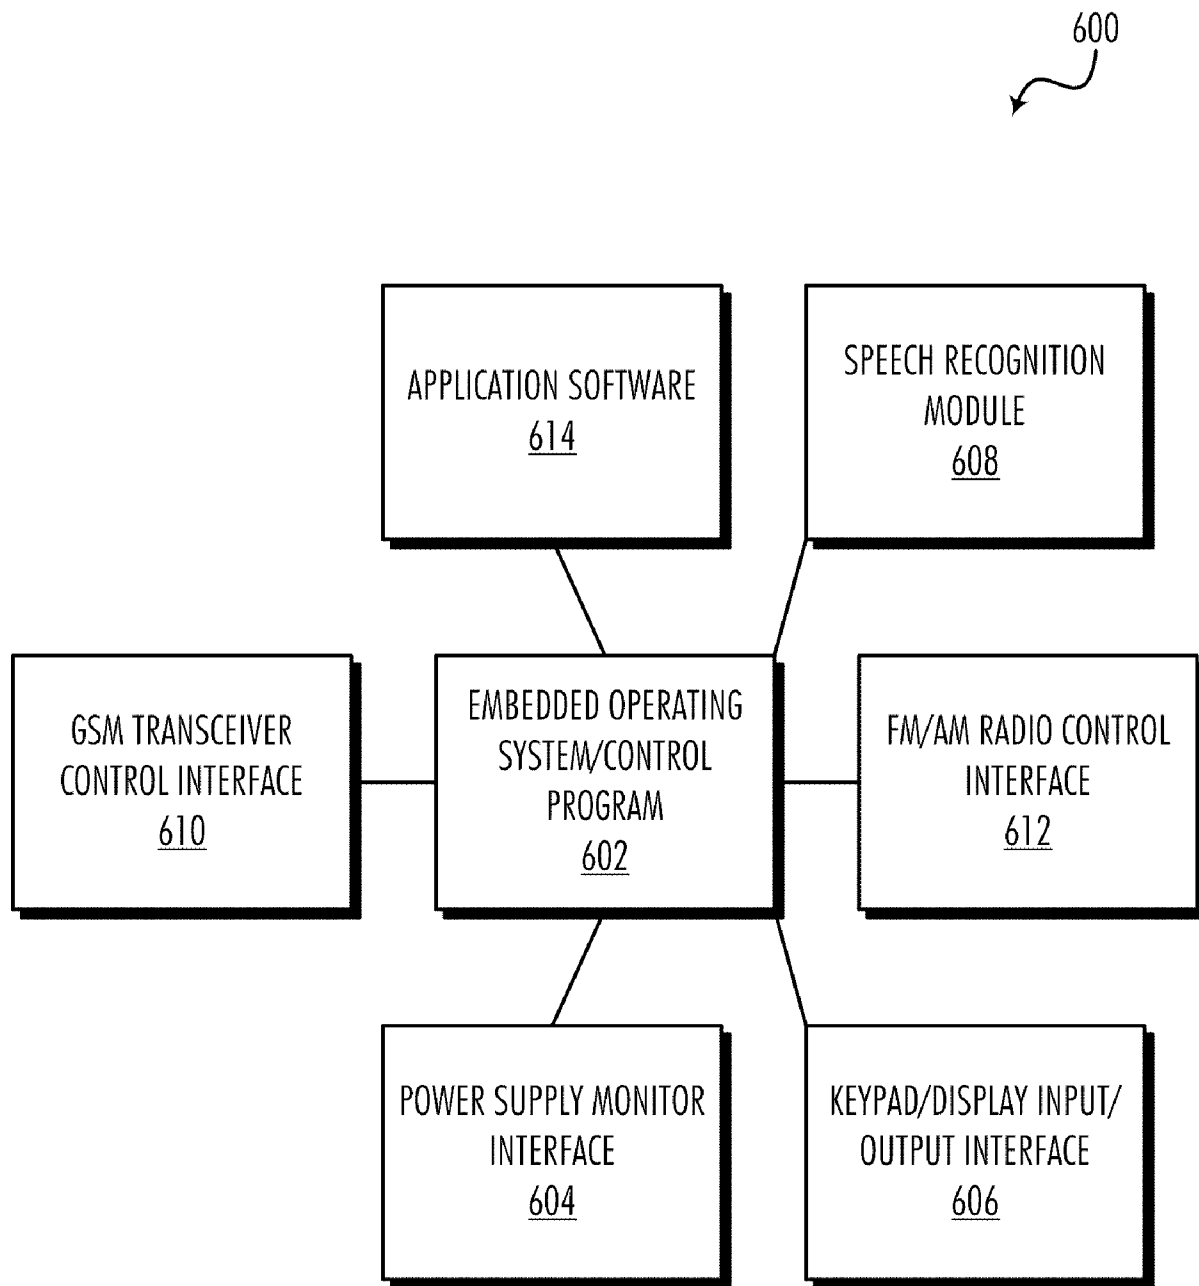 600
APPLICATION SOFTWARE
614
SPEECH RECOGNITION
MODULE
608
GSM TRANSCEIVER
CONTROL INTERFACE
610
EMBEDDED OPERATING
SYSTEM/CONTROL
PROGRAM
602
FM/AM RADIO CONTROL
INTERFACE
612
POWER SUPPLY MONITOR
INTERFACE
604
KEYPAD/DISPLAY INPUT/
OUTPUT INTERFACE
606